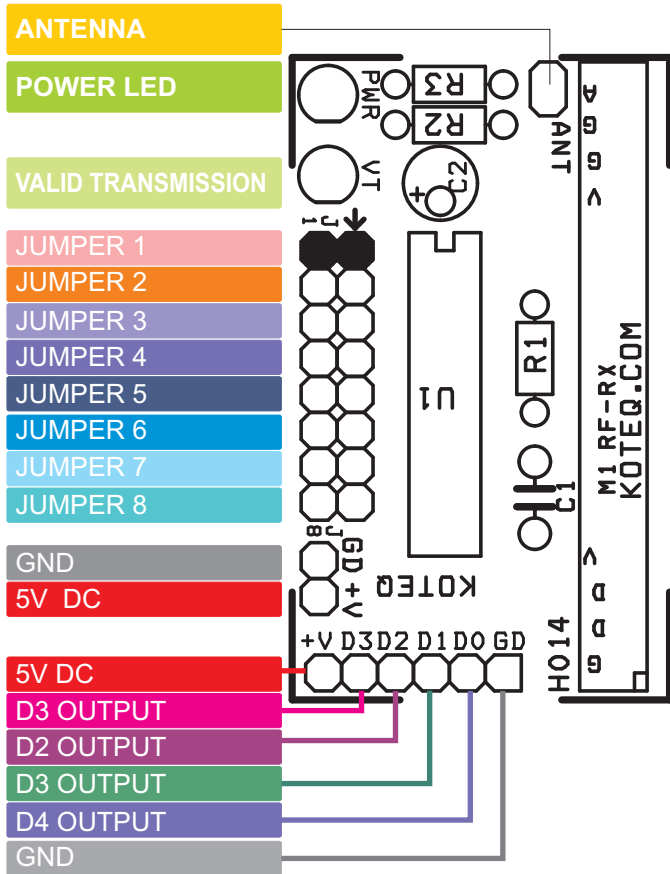 ANTENNA
POWER LED
VALID TRANSMISSION
JUMPER 1
JUMPER 2
JUMPER 3
JUMPER 4
JUMPER 5
JUMPER 6
JUMPER 7
JUMPER 8
GND
5V DC
5V DC
D3 OUTPUT
D2 OUTPUT
D3 OUTPUT
D4 OUTPUT
GND
PWR
R3
R2
VT
C2
+
J1
U1
J8
GD
+V
KOTEQ
+V D3 D2 D1 D0 GD
ANT
R1
C1
H014
A
G
G
V
M1 RF-RX
KOTEQ.COM
V
D
D
G